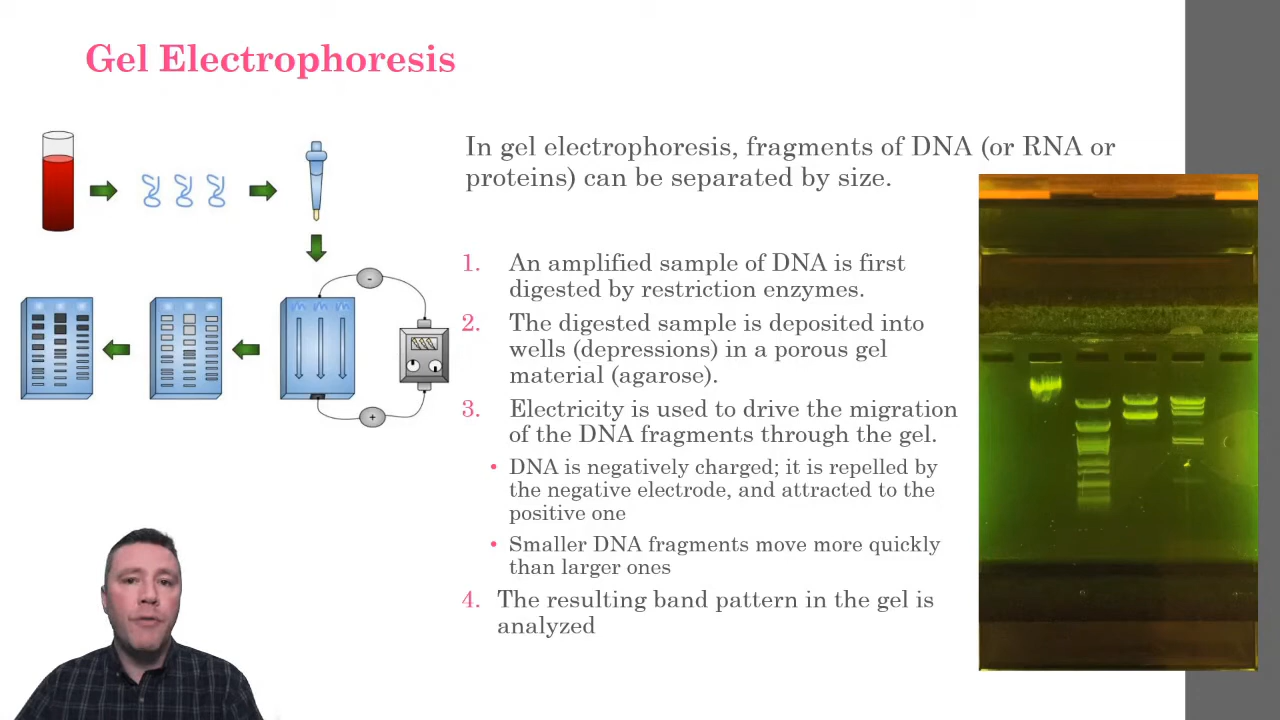 Gel Electrophoresis
In gel electrophoresis, fragments of DNA (or RNA or
proteins) can be separated by size.
1. An amplified sample of DNA is first
digested by restriction enzymes.
2. The digested sample is deposited into
wells (depressions) in a porous gel
material (agarose).
3. Electricity is used to drive the migration
of the DNA fragments through the gel.
• DNA is negatively charged; it is repelled by
the negative electrode, and attracted to the
positive one
• Smaller DNA fragments move more quickly
than larger ones
4. The resulting band pattern in the gel is
analyzed
-
+